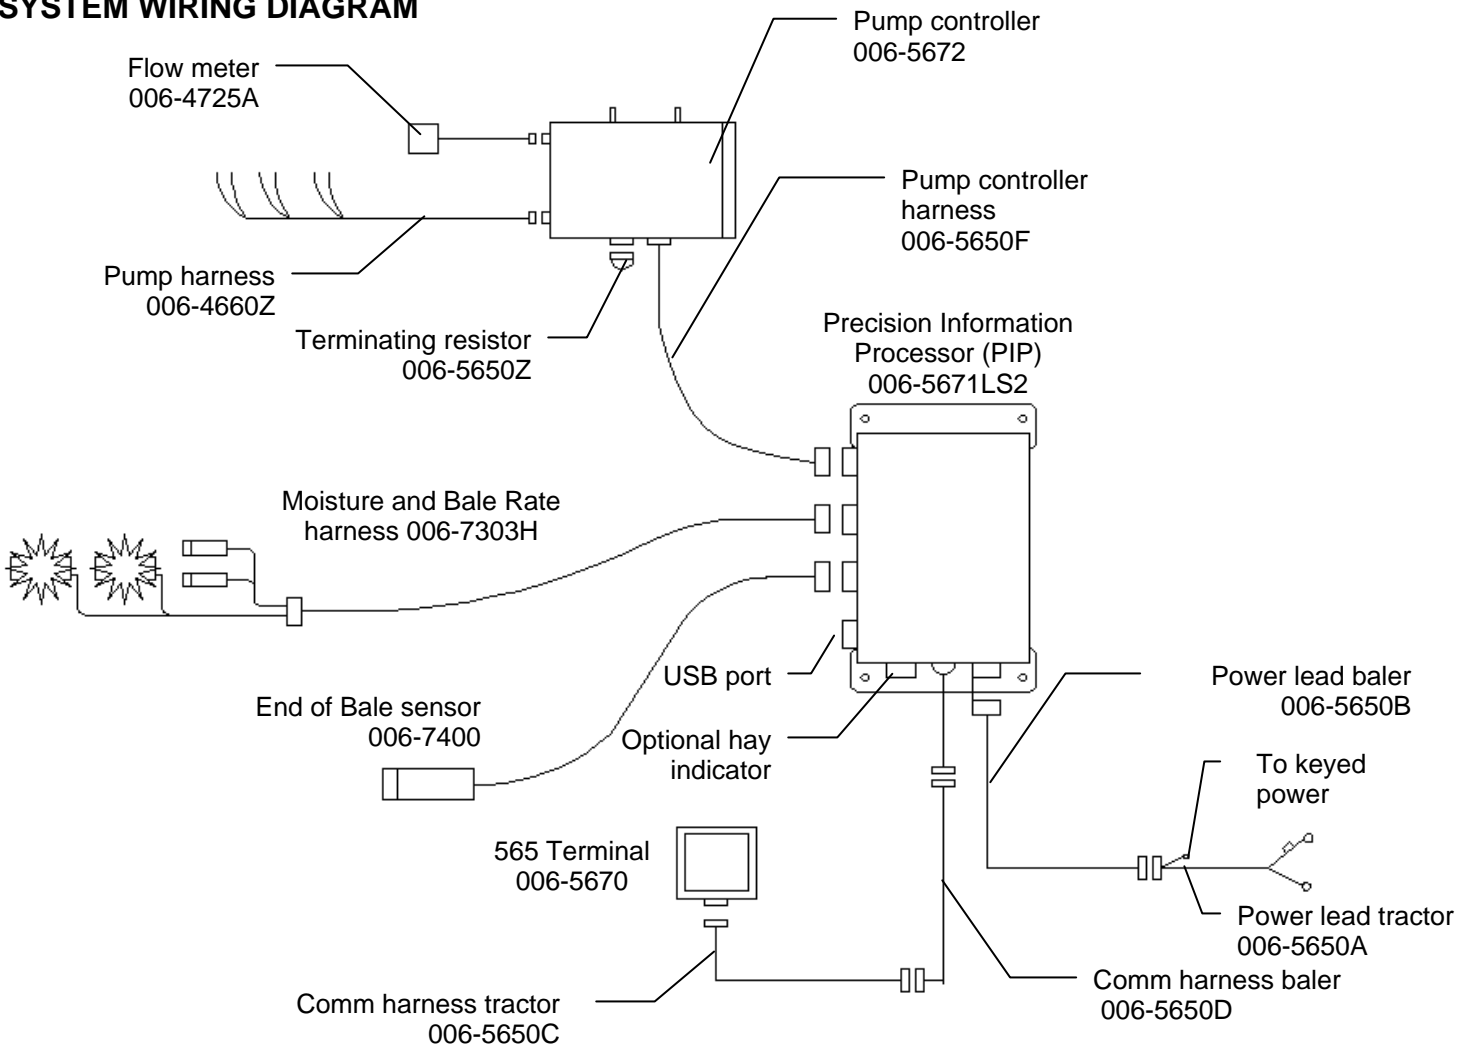 SYSTEM WIRING DIAGRAM
Pump controller
006-5672
Flow meter
006-4725A
Pump controller
harness
006-5650F
Pump harness
006-4660Z
Terminating resistor
006-5650Z
Precision Information
Processor (PIP)
006-5671LS2
Moisture and Bale Rate
harness 006-7303H
USB port
End of Bale sensor
006-7400
Optional hay
indicator
Power lead baler
006-5650B
To keyed
power
565 Terminal
006-5670
Power lead tractor
006-5650A
Comm harness baler
006-5650D
Comm harness tractor
006-5650C